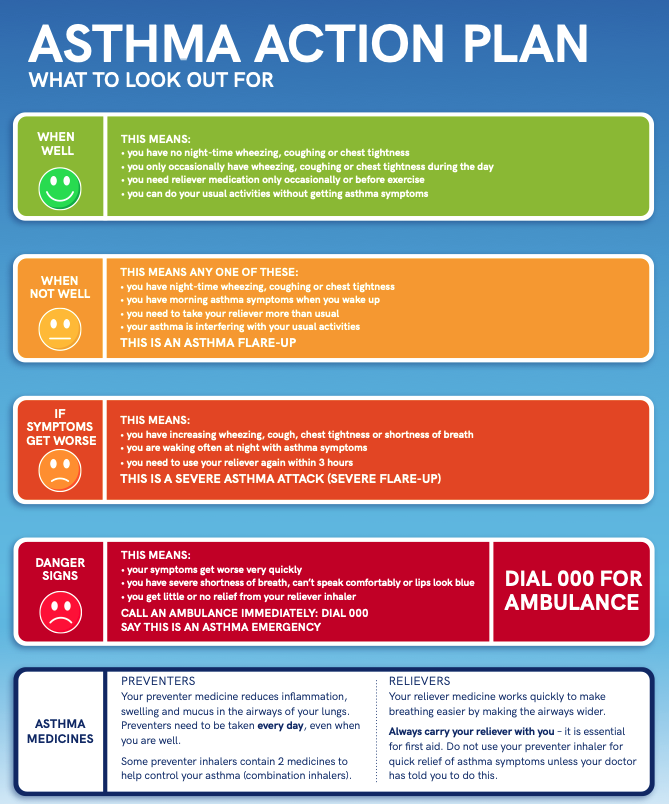 ASTHMA ACTION PLAN
WHAT TO LOOK OUT FOR
WHEN
WELL
THIS MEANS:
• you have no night-time wheezing, coughing or chest tightness
• you only occasionally have wheezing, coughing or chest tightness during the day
• you need reliever medication only occasionally or before exercise
• you can do your usual activities without getting asthma symptoms
WHEN
NOT WELL
THIS MEANS ANY ONE OF THESE:
• you have night-time wheezing, coughing or chest tightness
• you have morning asthma symptoms when you wake up
• you need to take your reliever more than usual
• your asthma is interfering with your usual activities
THIS IS AN ASTHMA FLARE-UP
IF
SYMPTOMS
GET WORSE
THIS MEANS:
• you have increasing wheezing, cough, chest tightness or shortness of breath
• you are waking often at night with asthma symptoms
• you need to use your reliever again within 3 hours
THIS IS A SEVERE ASTHMA ATTACK (SEVERE FLARE-UP)
DANGER
SIGNS
THIS MEANS:
• your symptoms get worse very quickly
• you have severe shortness of breath, can't speak comfortably or lips look blue
• you get little or no relief from your reliever inhaler
CALL AN AMBULANCE IMMEDIATELY: DIAL 000
SAY THIS IS AN ASTHMA EMERGENCY
DIAL 000 FOR
AMBULANCE
ASTHMA
MEDICINES
PREVENTERS
Your preventer medicine reduces inflammation,
swelling and mucus in the airways of your lungs.
Preventers need to be taken every day, even when
you are well.
Some preventer inhalers contain 2 medicines to
help control your asthma (combination inhalers).
RELIEVERS
Your reliever medicine works quickly to make
breathing easier by making the airways wider.
Always carry your reliever with you – it is essential
for first aid. Do not use your preventer inhaler for
quick relief of asthma symptoms unless your doctor
has told you to do this.